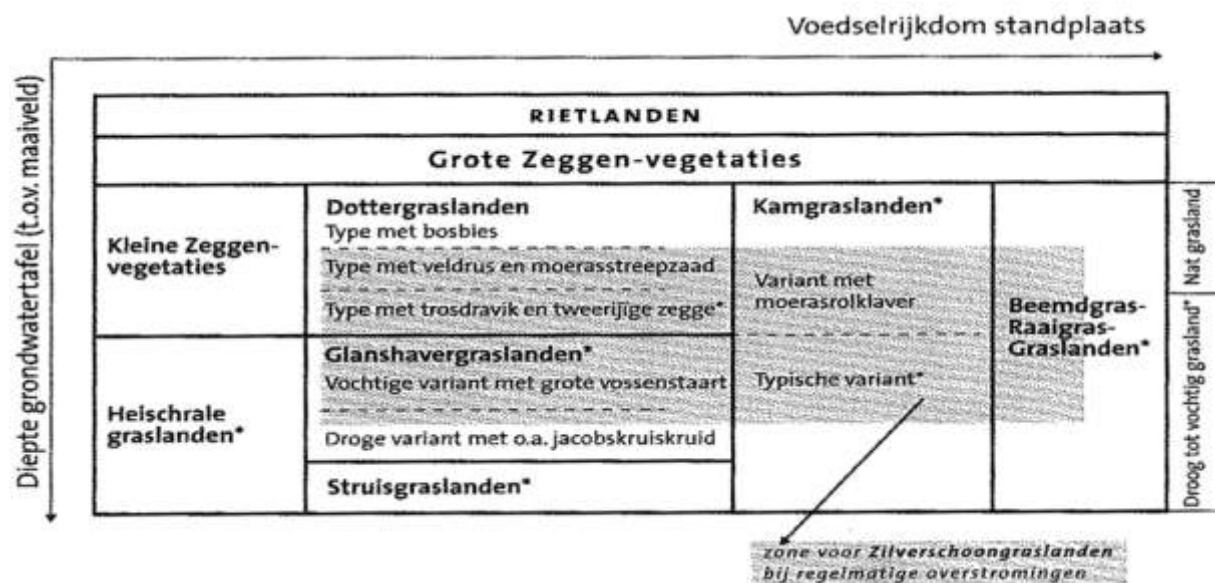 Voedselrijkdom standplaats
Diepte grondwatertafel (t.o.v. maaiveld)
RIETLANDEN
Grote Zeggen-vegetaties
Kleine Zeggen-
vegetaties
Dottergraslanden
Type met bosbies
Type met veldrus en moerasstreepzaad
Type met trosdravik en tweerijige zegge*
Kamgraslanden*
Variant met
moerasrolklaver
Beemdgras-
Raaigras-
Graslanden*
Nat grasland
Droog tot vochtig grasland*
Heischrale
graslanden*
Glanshavergraslanden*
Vochtige variant met grote vossenstaart
Droge variant met o.a. jacobskruiskruid
Typische variant*
Struisgraslanden*
zone voor Zilverschoongraslanden
bij regelmatige overstromingen